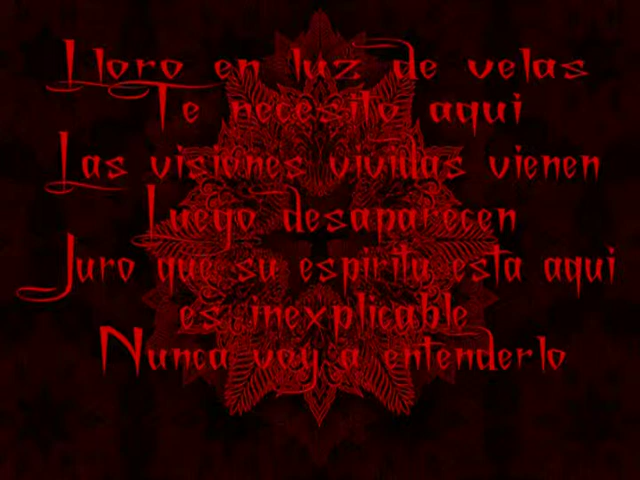 Lloro en luz de velas
Te necesito aqui
Las visiones vividas vienen
Luego desaparecen
Juro que su espiritu esta aqui
es inexplicable
Nunca voy a entenderlo